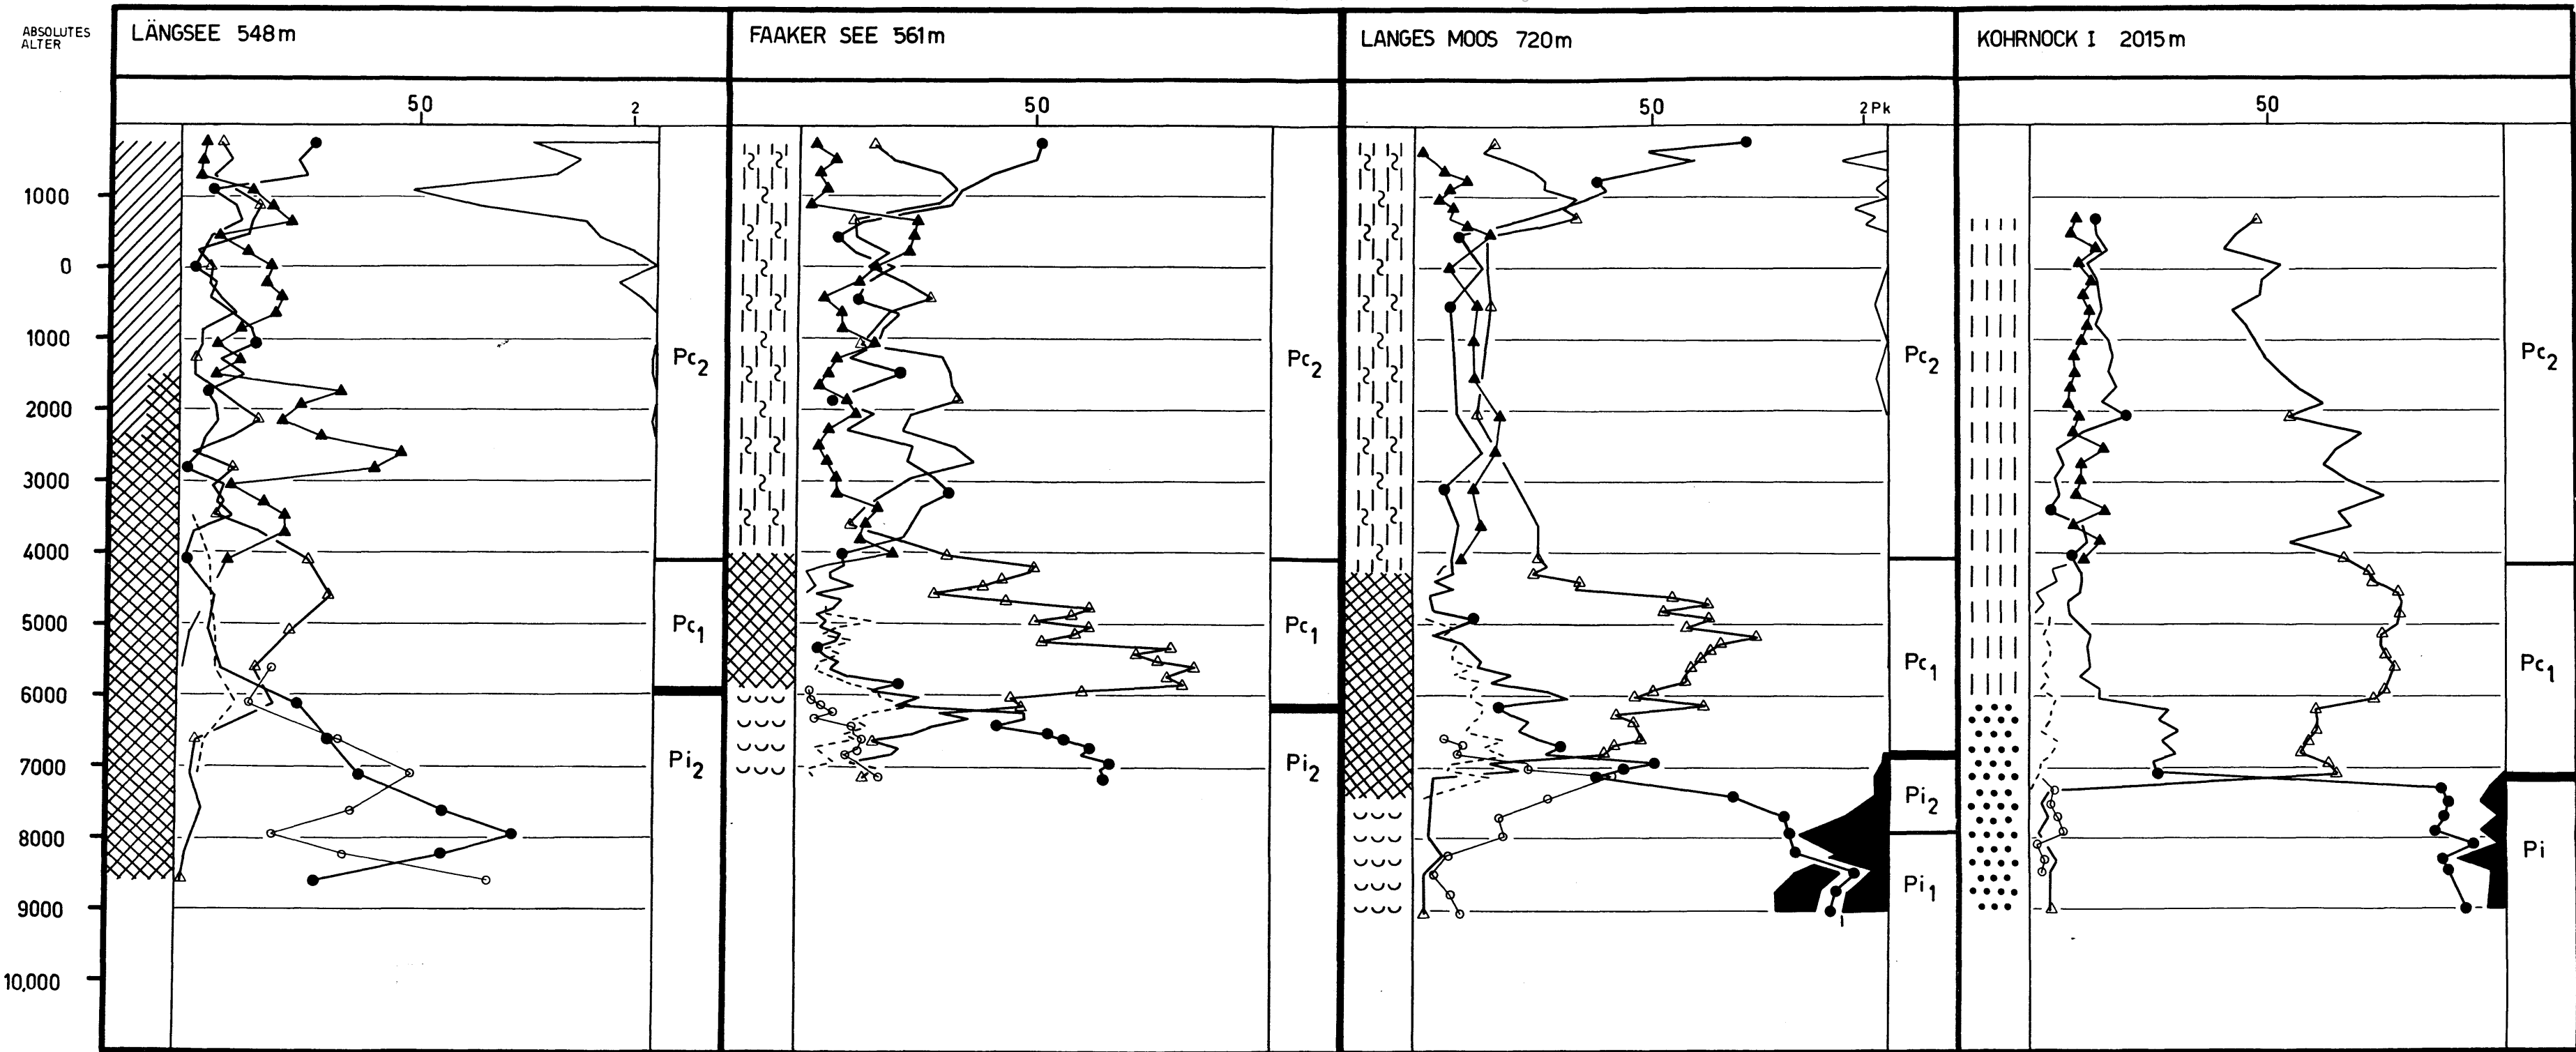 ABSOLUTES
ALTER
LÄNGSEE 548m
FAAKER SEE 561m
LANGES MOOS 720m
KOHRNOCK I 2015m
50
2
50
50
2Pk
50
1000
0
1000
2000
3000
4000
5000
6000
7000
8000
9000
10,000
Pc2
Pc1
Pi2
Pc2
Pc1
Pi2
Pc2
Pc1
Pi2
Pi1
Pc2
Pc1
Pi